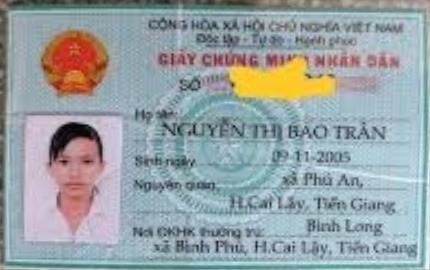 CỘNG HÒA XÃ HỘI CHỦ NGHĨA VIỆT NAM
Độc lập - Tự do - Hạnh phúc
GIẤY CHỨNG MINH NHÂN DÂN
SỐ
Họ tên:
NGUYỄN THỊ BẢO TRÂN
Sinh ngày 09-11-2005
Nguyên quán xã Phú An,
H.Cai Lậy, Tiền Giang
Nơi ĐKHK thường trú: Bình Long
xã Bình Phú, H.Cai Lậy, Tiền Giang